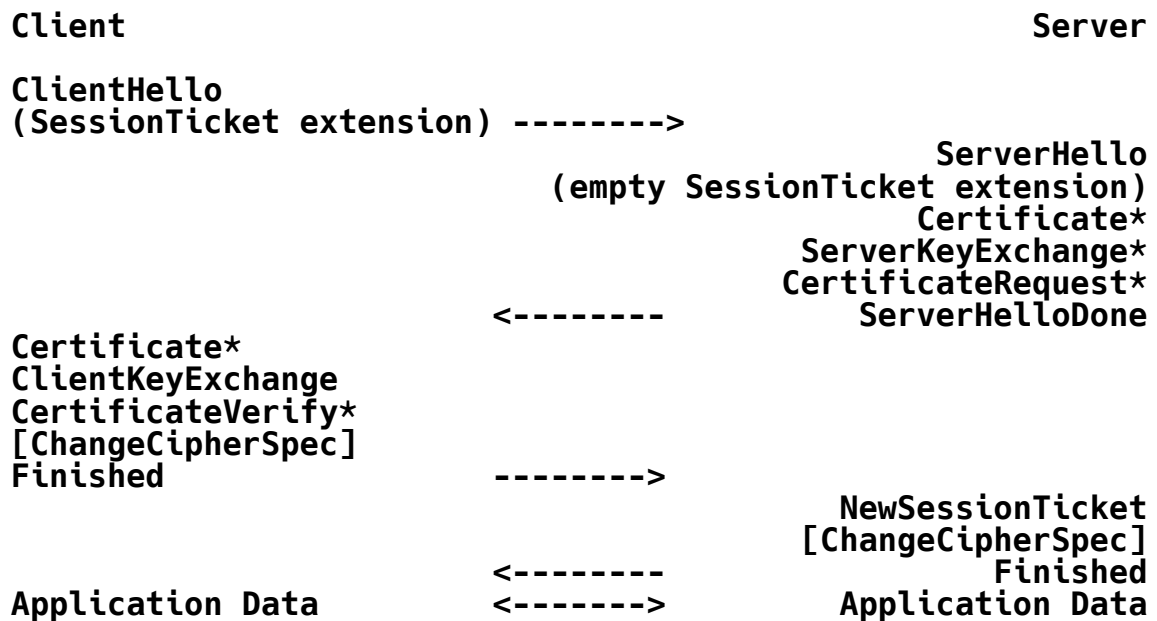 Client Server
ClientHello
(SessionTicket extension) -------->
ServerHello
(empty SessionTicket extension)
Certificate*
ServerKeyExchange*
CertificateRequest*
<-------- ServerHelloDone
Certificate*
ClientKeyExchange
CertificateVerify*
[ChangeCipherSpec]
Finished -------->
NewSessionTicket
[ChangeCipherSpec]
<-------- Finished
Application Data <-------> Application Data